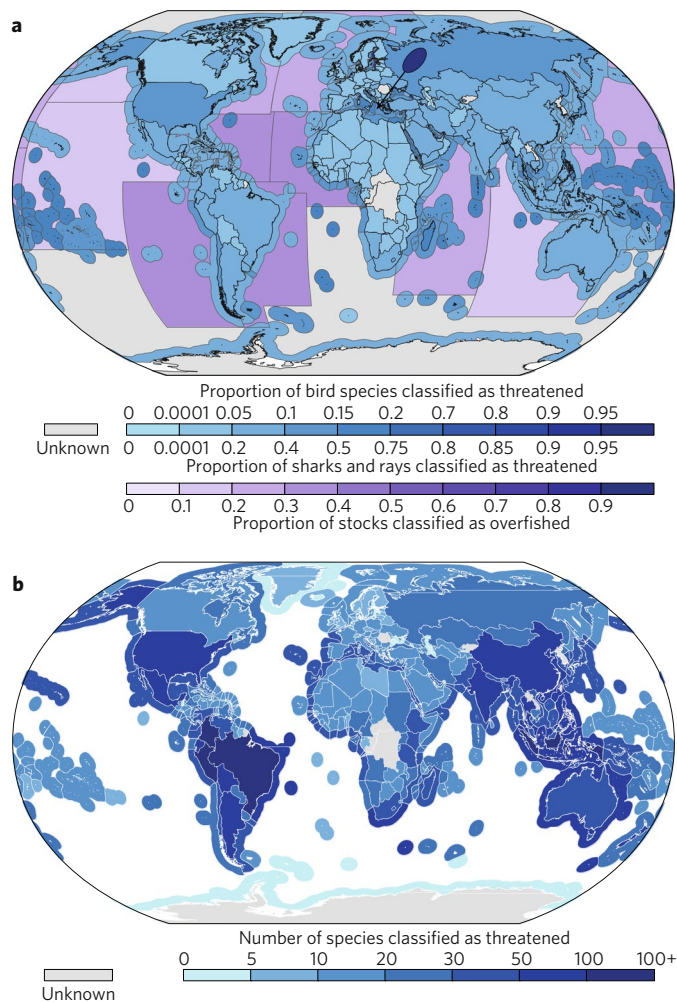 a
Proportion of bird species classified as threatened
0 0.0001 0.05 0.1 0.15 0.2 0.7 0.8 0.9 0.95
Unknown
0 0.0001 0.2 0.4 0.5 0.75 0.8 0.85 0.9 0.95
Proportion of sharks and rays classified as threatened
0 0.1 0.2 0.3 0.4 0.5 0.6 0.7 0.8 0.9
Proportion of stocks classified as overfished
b
Number of species classified as threatened
0 5 10 20 30 50 100 100+
Unknown